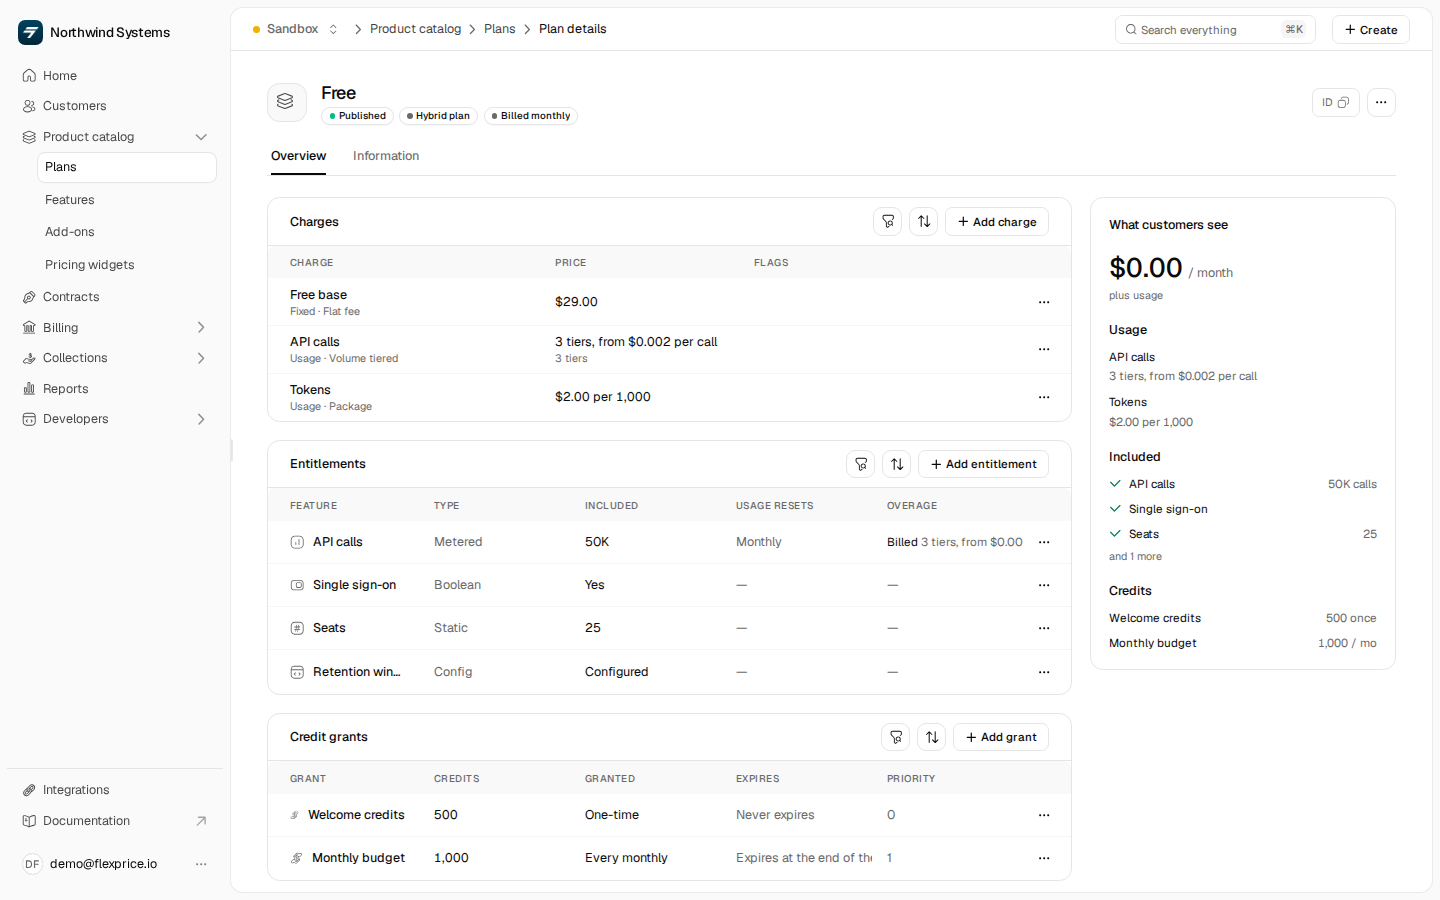 Northwind Systems
Home
Customers
Product catalog
Plans
Features
Add-ons
Pricing widgets
Contracts
Billing
Collections
Reports
Developers
Integrations
Documentation
DF demo@flexprice.io
Sandbox Product catalog Plans Plan details
Search everything ⌘K
Create
Free
Published Hybrid plan Billed monthly
ID
Overview Information
Charges
Add charge
CHARGE PRICE FLAGS
Free base
Fixed · Flat fee
$29.00
API calls
Usage · Volume tiered
3 tiers, from $0.002 per call
3 tiers
Tokens
Usage · Package
$2.00 per 1,000
Entitlements
Add entitlement
FEATURE TYPE INCLUDED USAGE RESETS OVERAGE
API calls Metered 50K Monthly Billed 3 tiers, from $0.00
Single sign-on Boolean Yes — —
Seats Static 25 — —
Retention win... Config Configured — —
Credit grants
Add grant
GRANT CREDITS GRANTED EXPIRES PRIORITY
Welcome credits 500 One-time Never expires 0
Monthly budget 1,000 Every monthly Expires at the end of the 1
What customers see
$0.00 / month
plus usage
Usage
API calls
3 tiers, from $0.002 per call
Tokens
$2.00 per 1,000
Included
API calls 50K calls
Single sign-on
Seats 25
and 1 more
Credits
Welcome credits 500 once
Monthly budget 1,000 / mo